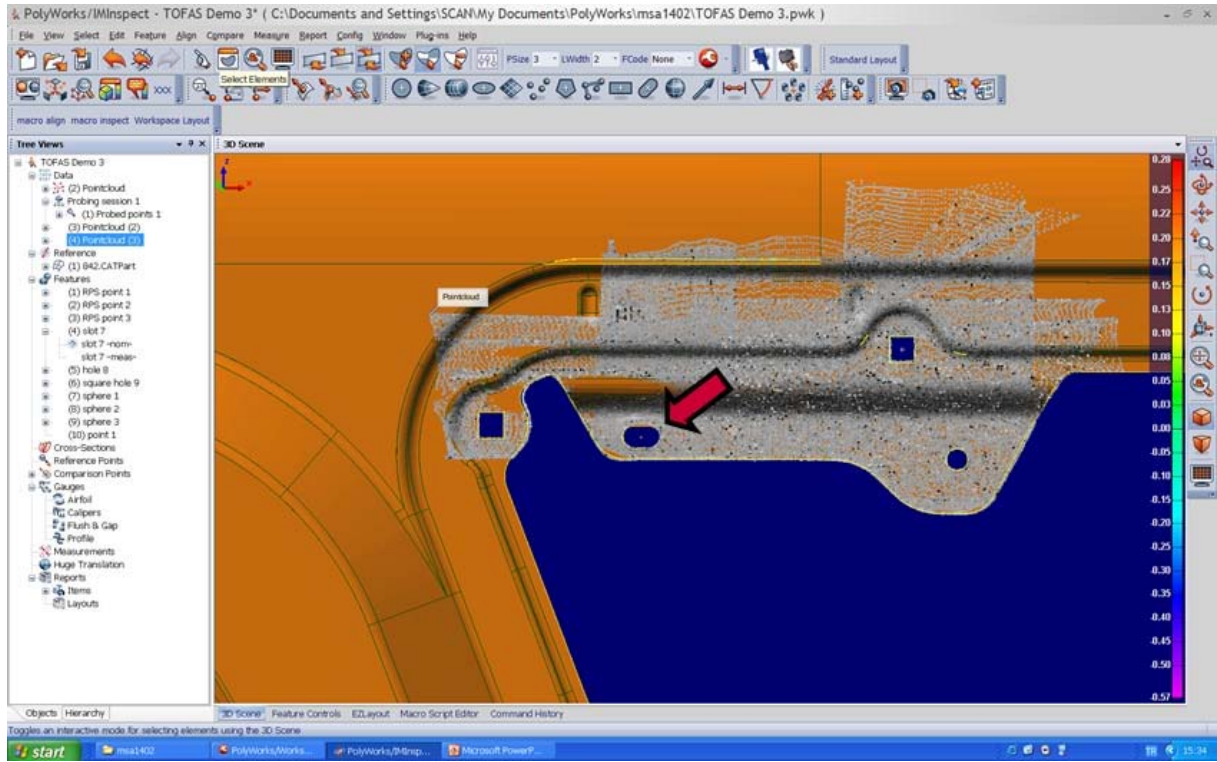 PolyWorks/IMInspect - TOFAS Demo 3* ( C:\Documents and Settings\SCAN\My Documents\PolyWorks\msa1402\TOFAS Demo 3.pwk )
File View Select Edit Feature Align Compare Measure Report Config Window Plug-ins Help
PSize 3 LWidth 2 FCode None Standard Layout
Select Elements
xxx
macro align macro inspect Workspace Layout
Tree Views
3D Scene
TOFAS Demo 3
Data
(2) Pointcloud
Probing session 1
(1) Probed points 1
(3) Pointcloud (2)
(4) Pointcloud (3)
Reference
(1) 842.CATPart
Features
(1) RPS point 1
(2) RPS point 2
(3) RPS point 3
(4) slot 7
slot 7 -nom-
slot 7 -meas-
(5) hole 8
(6) square hole 9
(7) sphere 1
(8) sphere 2
(9) sphere 3
(10) point 1
Cross-Sections
Reference Points
Comparison Points
Gauges
Airfoil
Calipers
Flush & Gap
Profile
Measurements
Huge Translation
Reports
Items
Layouts
z
x
Pointcloud
0.28
0.25
0.22
0.20
0.17
0.15
0.13
0.10
0.08
0.05
0.03
0.00
-0.05
-0.10
-0.15
-0.20
-0.25
-0.30
-0.35
-0.40
-0.45
-0.50
-0.57
Objects Hierarchy
3D Scene Feature Controls EZLayout Macro Script Editor Command History
Toggles an interactive mode for selecting elements using the 3D Scene
start msa1402 PolyWorks/Works... PolyWorks/IMInsp... Microsoft PowerP... TR 15:34